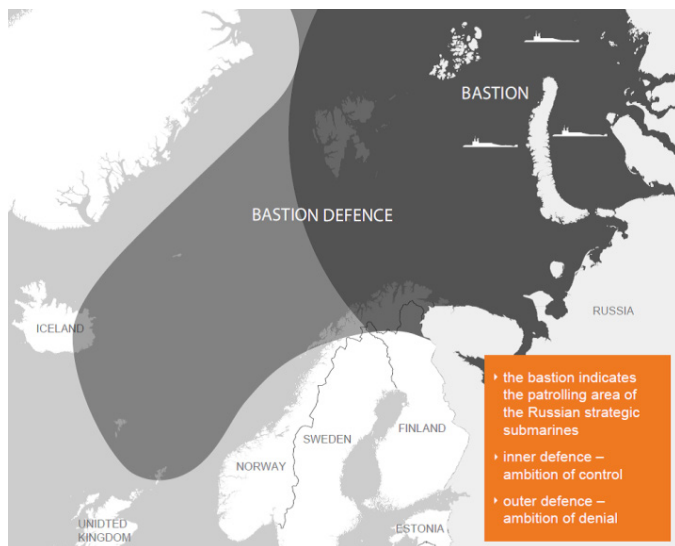 BASTION
BASTION DEFENCE
ICELAND
RUSSIA
NORWAY
SWEDEN
FINLAND
UNIDTED
KINGDOM
ESTONIA
the bastion indicates
the patrolling area of
the Russian strategic
submarines
inner defence –
ambition of control
outer defence –
ambition of denial